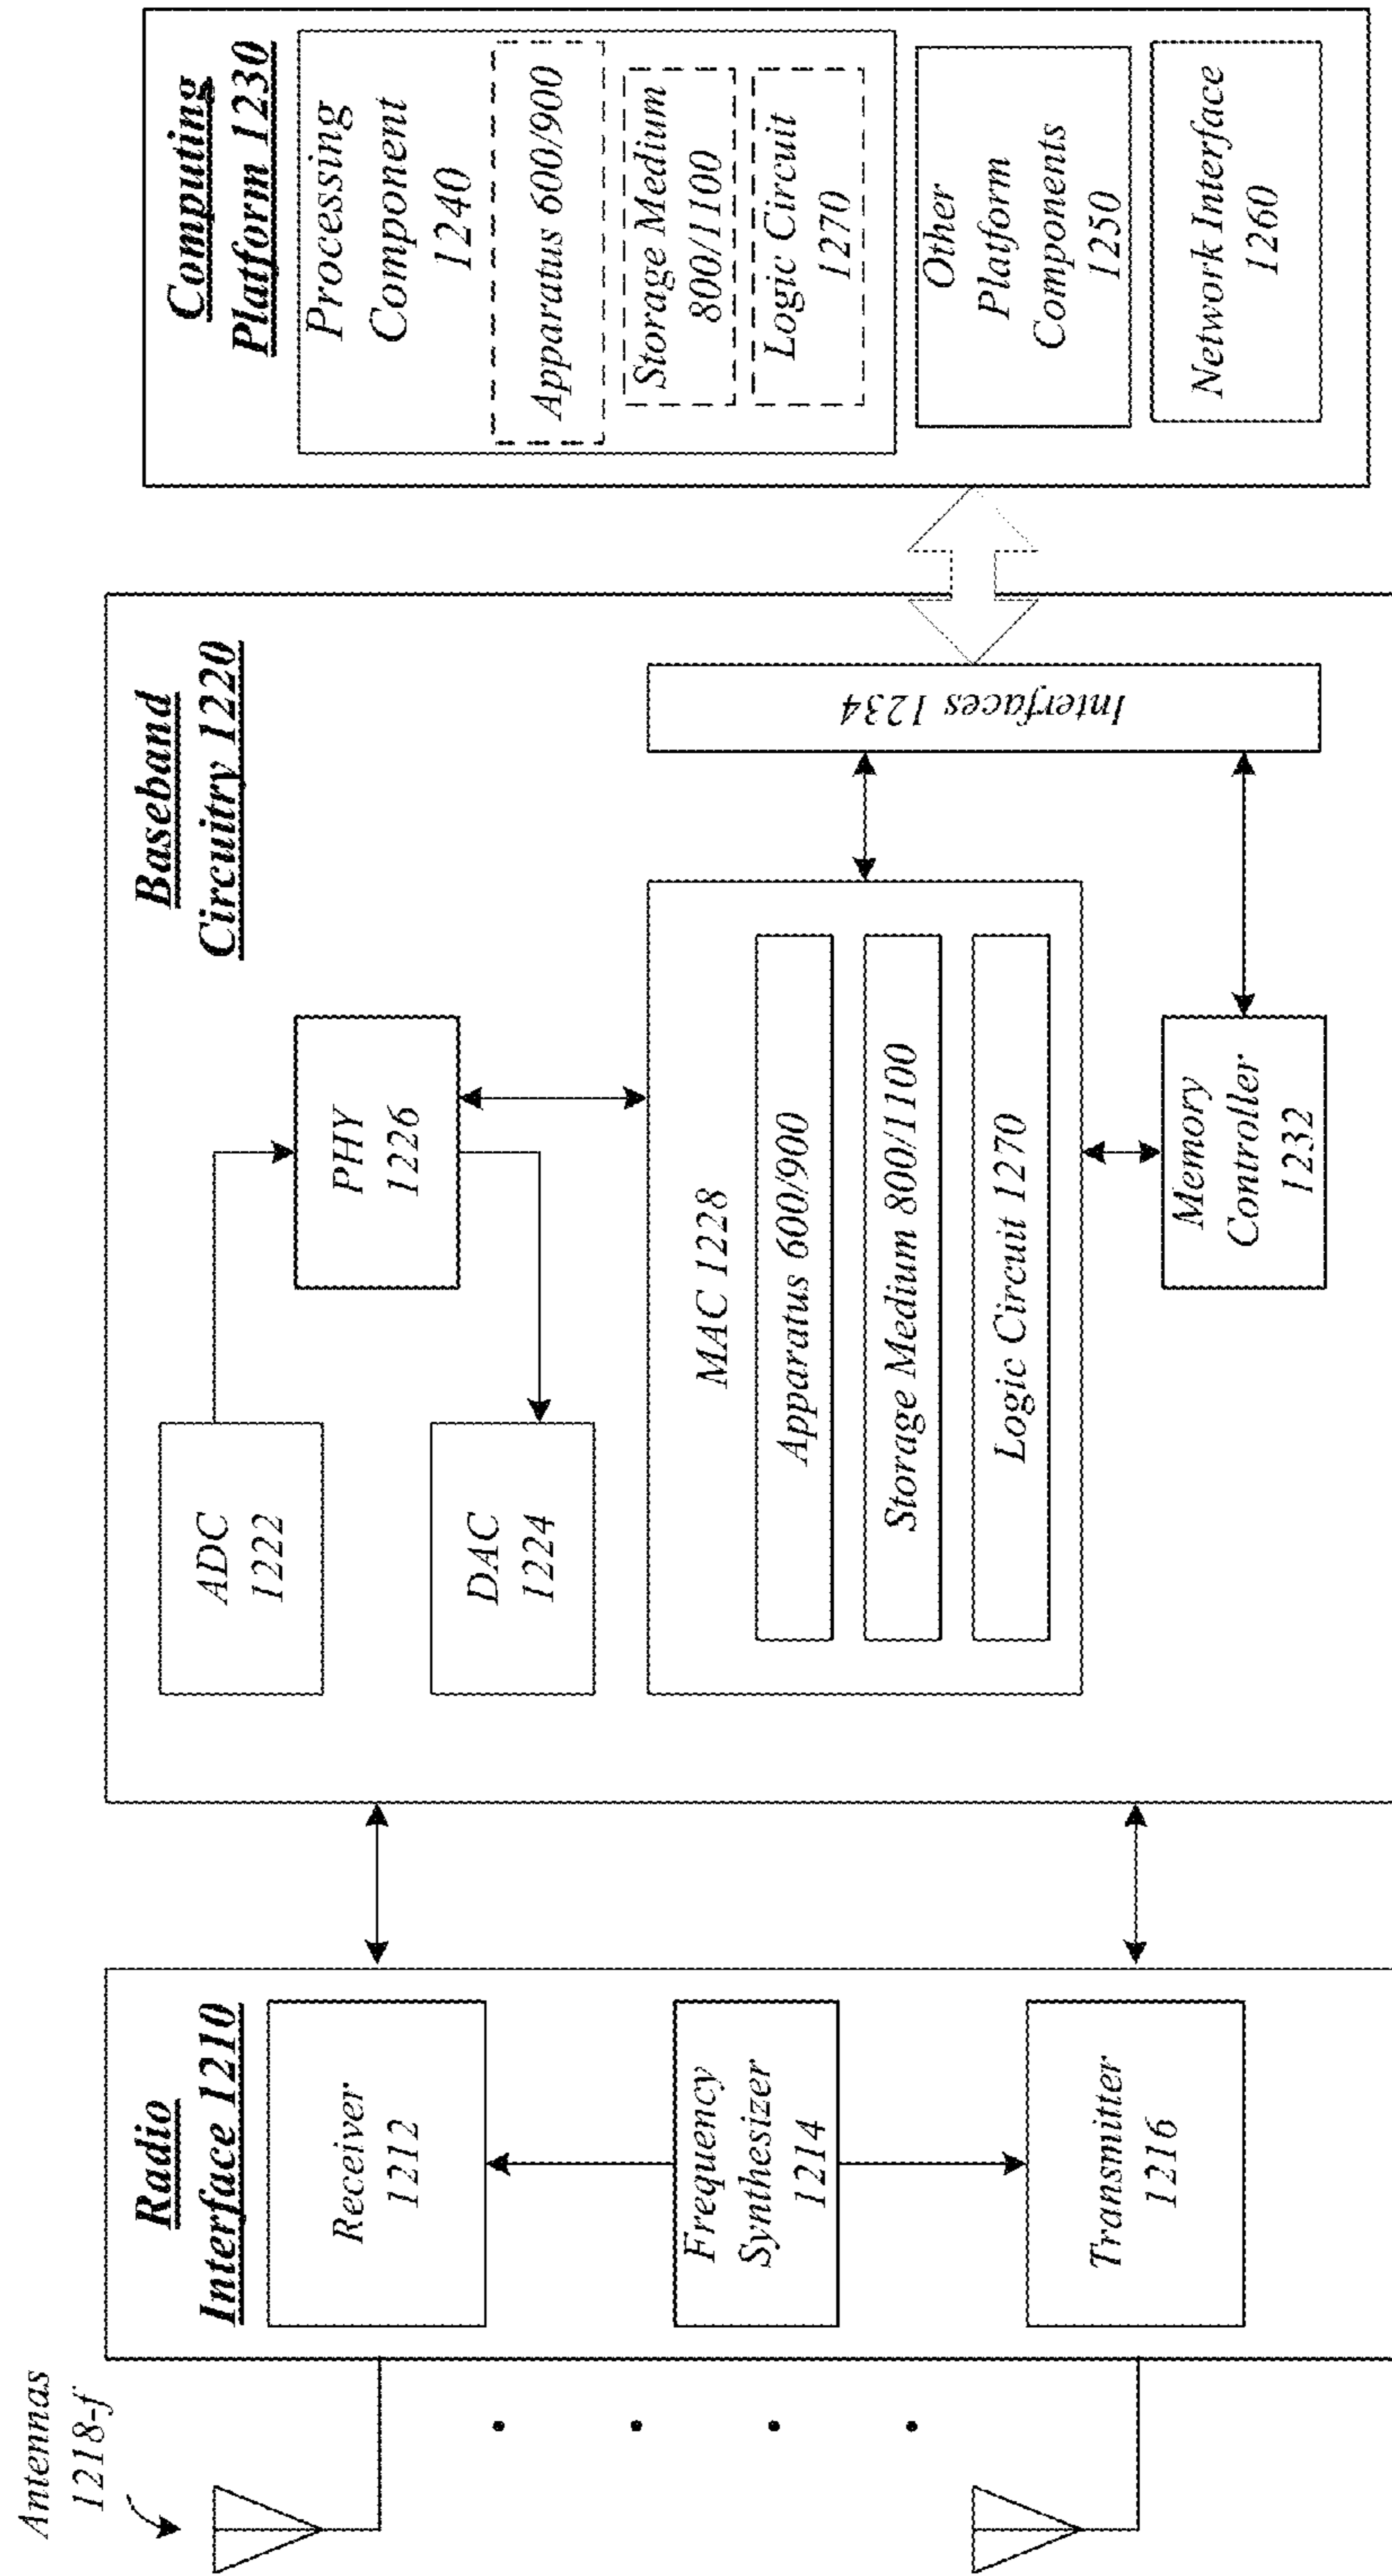 Antennas
1218-f
Radio
Interface 1210
Receiver
1212
Frequency
Synthesizer
1214
Transmitter
1216
Baseband
Circuitry 1220
ADC
1222
DAC
1224
PHY
1226
MAC 1228
Apparatus 600/900
Storage Medium 800/1100
Logic Circuit 1270
Memory
Controller
1232
Interfaces 1234
Computing
Platform 1230
Processing
Component
1240
Apparatus 600/900
Storage Medium
800/1100
Logic Circuit
1270
Other
Platform
Components
1250
Network Interface
1260